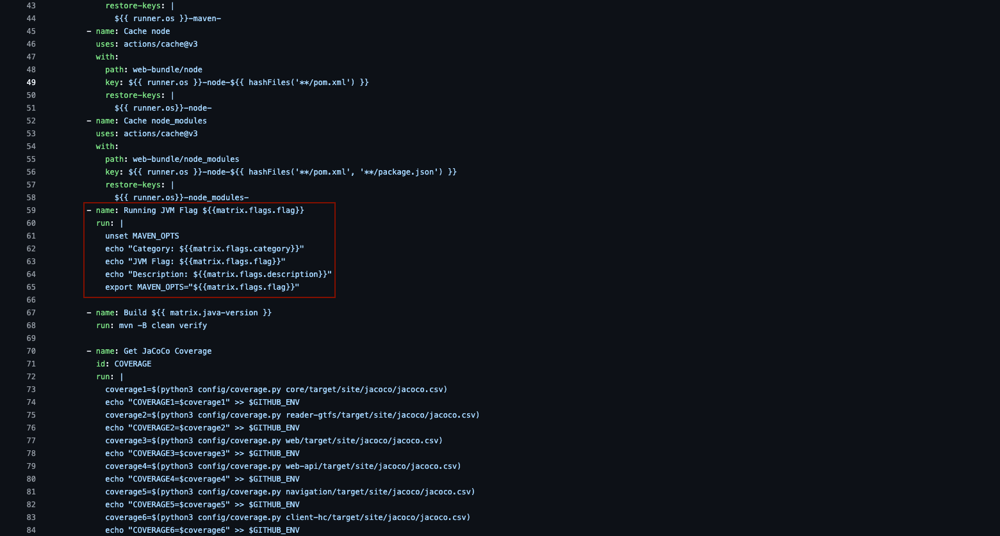 43 restore-keys: |
44 ${{ runner.os }}-maven-
45 - name: Cache node
46 uses: actions/cache@v3
47 with:
48 path: web-bundle/node
49 key: ${{ runner.os }}-node-${{ hashFiles('**/pom.xml') }}
50 restore-keys: |
51 ${{ runner.os}}-node-
52 - name: Cache node_modules
53 uses: actions/cache@v3
54 with:
55 path: web-bundle/node_modules
56 key: ${{ runner.os }}-node-${{ hashFiles('**/pom.xml', '**/package.json') }}
57 restore-keys: |
58 ${{ runner.os}}-node_modules-
59 - name: Running JVM Flag ${{matrix.flags.flag}}
60 run: |
61 unset MAVEN_OPTS
62 echo "Category: ${{matrix.flags.category}}"
63 echo "JVM Flag: ${{matrix.flags.flag}}"
64 echo "Description: ${{matrix.flags.description}}"
65 export MAVEN_OPTS="${{matrix.flags.flag}}"
66
67 - name: Build ${{ matrix.java-version }}
68 run: mvn -B clean verify
69
70 - name: Get JaCoCo Coverage
71 id: COVERAGE
72 run: |
73 coverage1=$(python3 config/coverage.py core/target/site/jacoco/jacoco.csv)
74 echo "COVERAGE1=$coverage1" >> $GITHUB_ENV
75 coverage2=$(python3 config/coverage.py reader-gtfs/target/site/jacoco/jacoco.csv)
76 echo "COVERAGE2=$coverage2" >> $GITHUB_ENV
77 coverage3=$(python3 config/coverage.py web/target/site/jacoco/jacoco.csv)
78 echo "COVERAGE3=$coverage3" >> $GITHUB_ENV
79 coverage4=$(python3 config/coverage.py web-api/target/site/jacoco/jacoco.csv)
80 echo "COVERAGE4=$coverage4" >> $GITHUB_ENV
81 coverage5=$(python3 config/coverage.py navigation/target/site/jacoco/jacoco.csv)
82 echo "COVERAGE5=$coverage5" >> $GITHUB_ENV
83 coverage6=$(python3 config/coverage.py client-hc/target/site/jacoco/jacoco.csv)
84 echo "COVERAGE6=$coverage6" >> $GITHUB_ENV